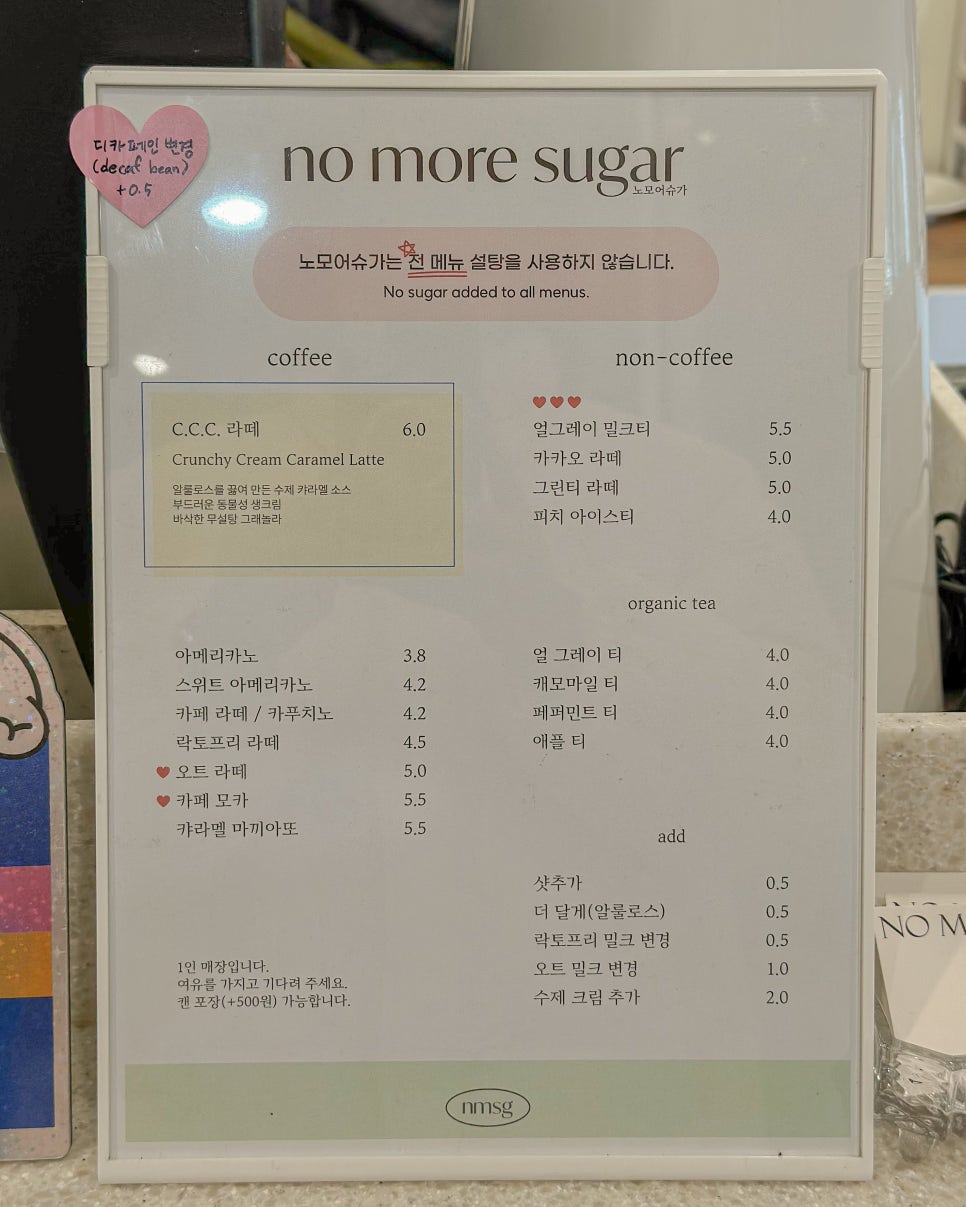 디카페인 변경
(decaf bean)
+0.5
no more sugar
노모어슈가
노모어슈가는 전 메뉴 설탕을 사용하지 않습니다.
No sugar added to all menus.
coffee
C.C.C. 라떼 6.0
Crunchy Cream Caramel Latte
알룰로스를 끓여 만든 수제 캬라멜 소스
부드러운 동물성 생크림
바삭한 무설탕 그래놀라
아메리카노 3.8
스위트 아메리카노 4.2
카페 라떼 / 카푸치노 4.2
락토프리 라떼 4.5
오트 라떼 5.0
카페 모카 5.5
캬라멜 마끼아또 5.5
1인 매장입니다.
여유를 가지고 기다려 주세요.
캔 포장(+500원) 가능합니다.
non-coffee
얼그레이 밀크티 5.5
카카오 라떼 5.0
그린티 라떼 5.0
피치 아이스티 4.0
organic tea
얼 그레이 티 4.0
캐모마일 티 4.0
페퍼민트 티 4.0
애플 티 4.0
add
샷추가 0.5
더 달게(알룰로스) 0.5
락토프리 밀크 변경 0.5
오트 밀크 변경 1.0
수제 크림 추가 2.0
nmsg
NO M